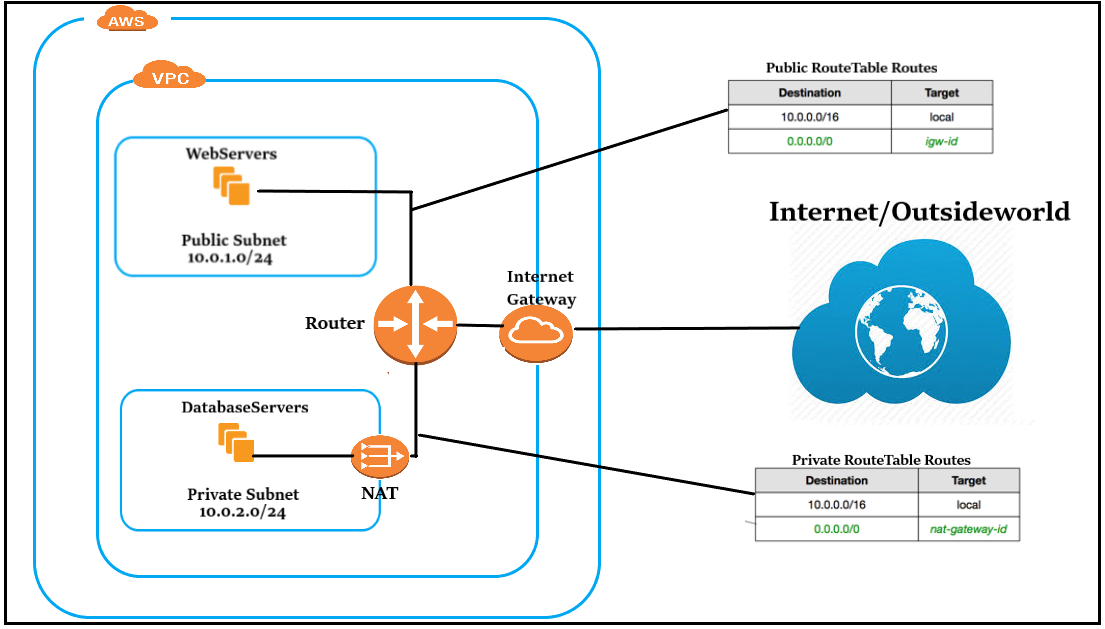 AWS
VPC
WebServers
Public Subnet
10.0.1.0/24
Router
Internet
Gateway
DatabaseServers
Private Subnet
10.0.2.0/24
NAT
Public RouteTable Routes
Destination Target
10.0.0.0/16 local
0.0.0.0/0 igw-id
Internet/Outsideworld
Private RouteTable Routes
Destination Target
10.0.0.0/16 local
0.0.0.0/0 nat-gateway-id